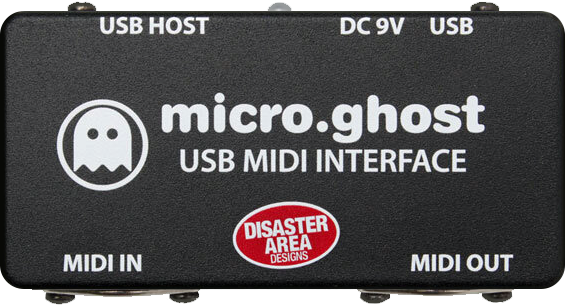 USB HOST DC 9V USB
micro.ghost
USB MIDI INTERFACE
DISASTER
AREA
DESIGNS
MIDI IN MIDI OUT